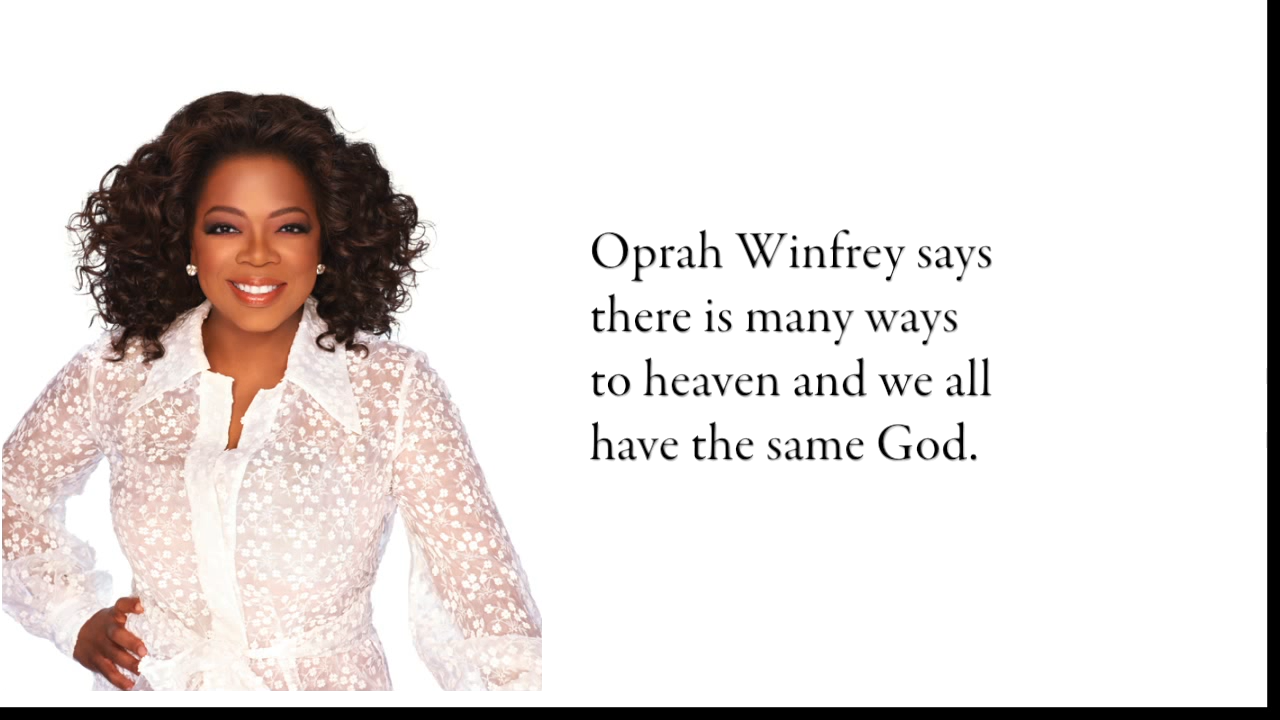 Oprah Winfrey says
there is many ways
to heaven and we all
have the same God.